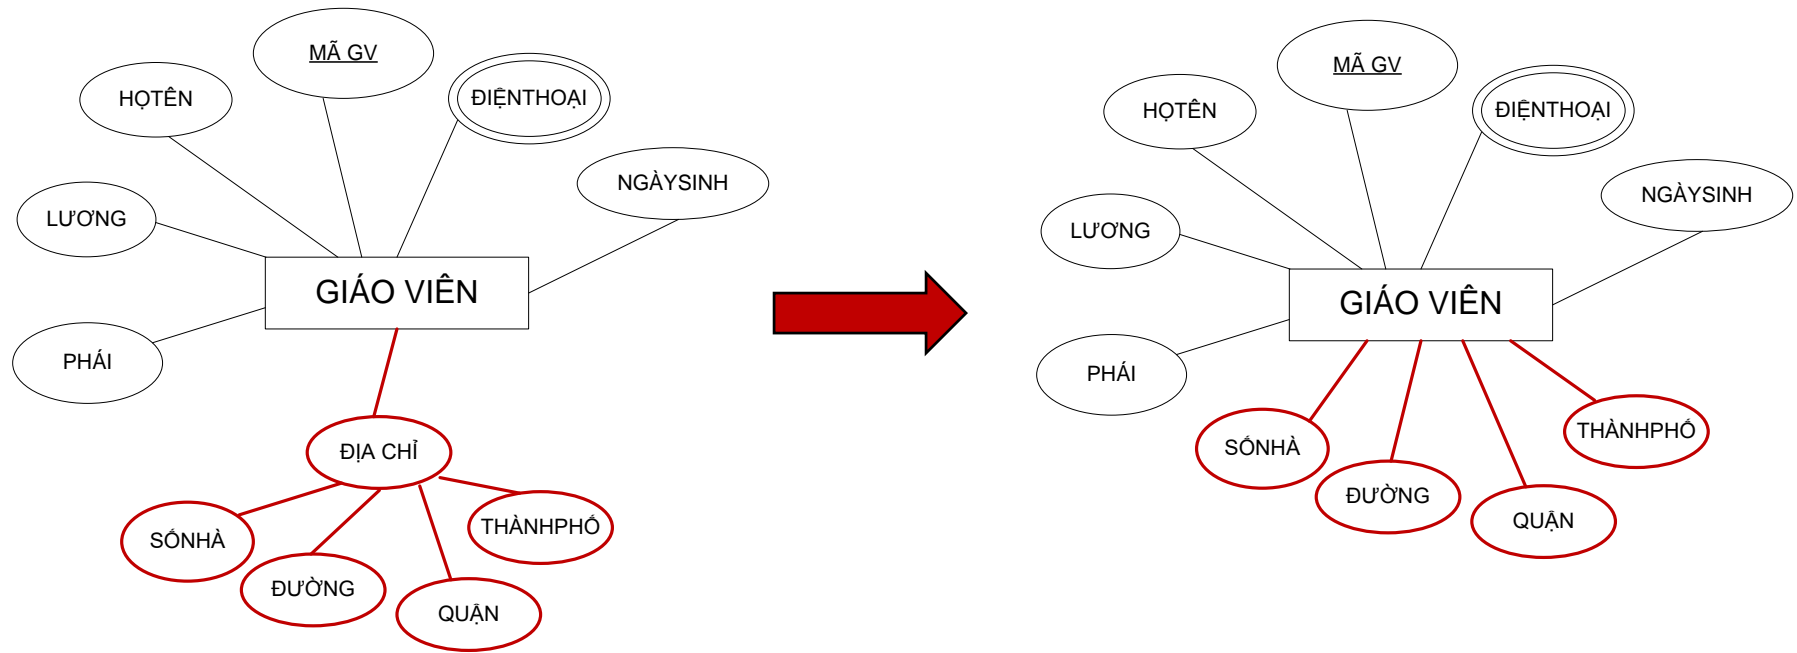 MÃ GV
HỌTÊN
ĐIỆNTHOẠI
NGÀYSINH
LƯƠNG
GIÁO VIÊN
PHÁI
ĐỊA CHỈ
SỐNHÀ
THÀNHPHỐ
ĐƯỜNG
QUẬN
MÃ GV
HỌTÊN
ĐIỆNTHOẠI
NGÀYSINH
LƯƠNG
GIÁO VIÊN
PHÁI
THÀNHPHỐ
SỐNHÀ
ĐƯỜNG
QUẬN